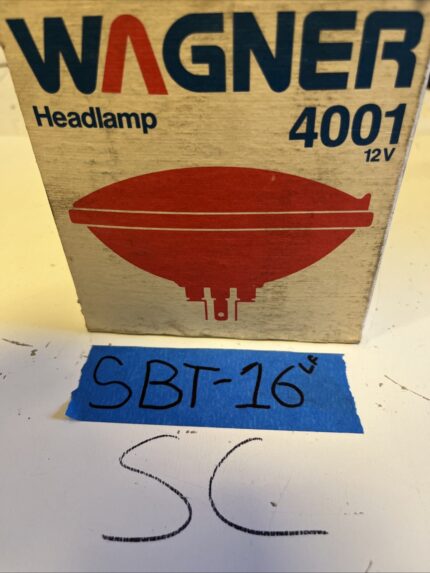 WAGNER
Headlamp
4001
12V
SBT-16
SC